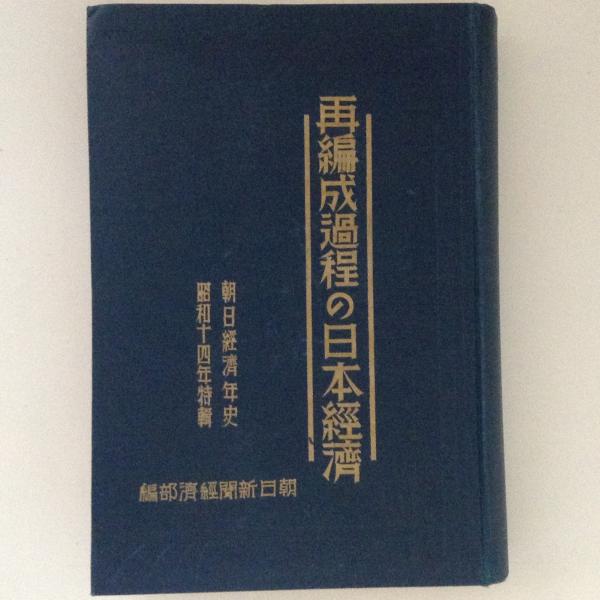 再編成過程の日本經濟
朝日經濟年史
昭和十四年特輯
朝日新聞經濟部編